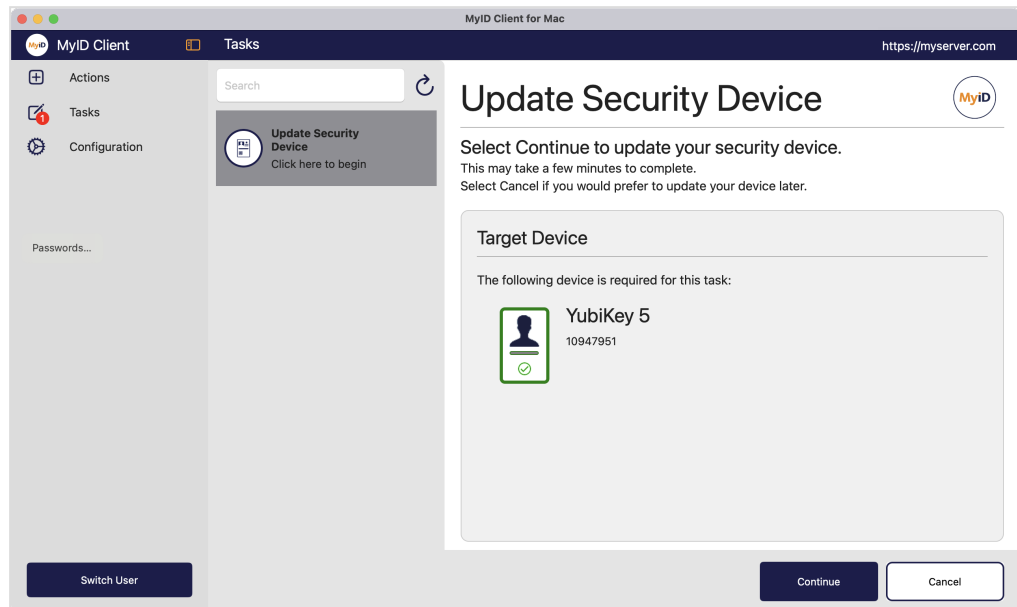 MyID Client for Mac
MyiD MyID Client
Tasks
https://myserver.com
Actions
1
Tasks
Configuration
Passwords...
Switch User
Search
Update Security
Device
Click here to begin
Update Security Device
MyiD
Select Continue to update your security device.
This may take a few minutes to complete.
Select Cancel if you would prefer to update your device later.
Target Device
The following device is required for this task:
YubiKey 5
10947951
Continue
Cancel